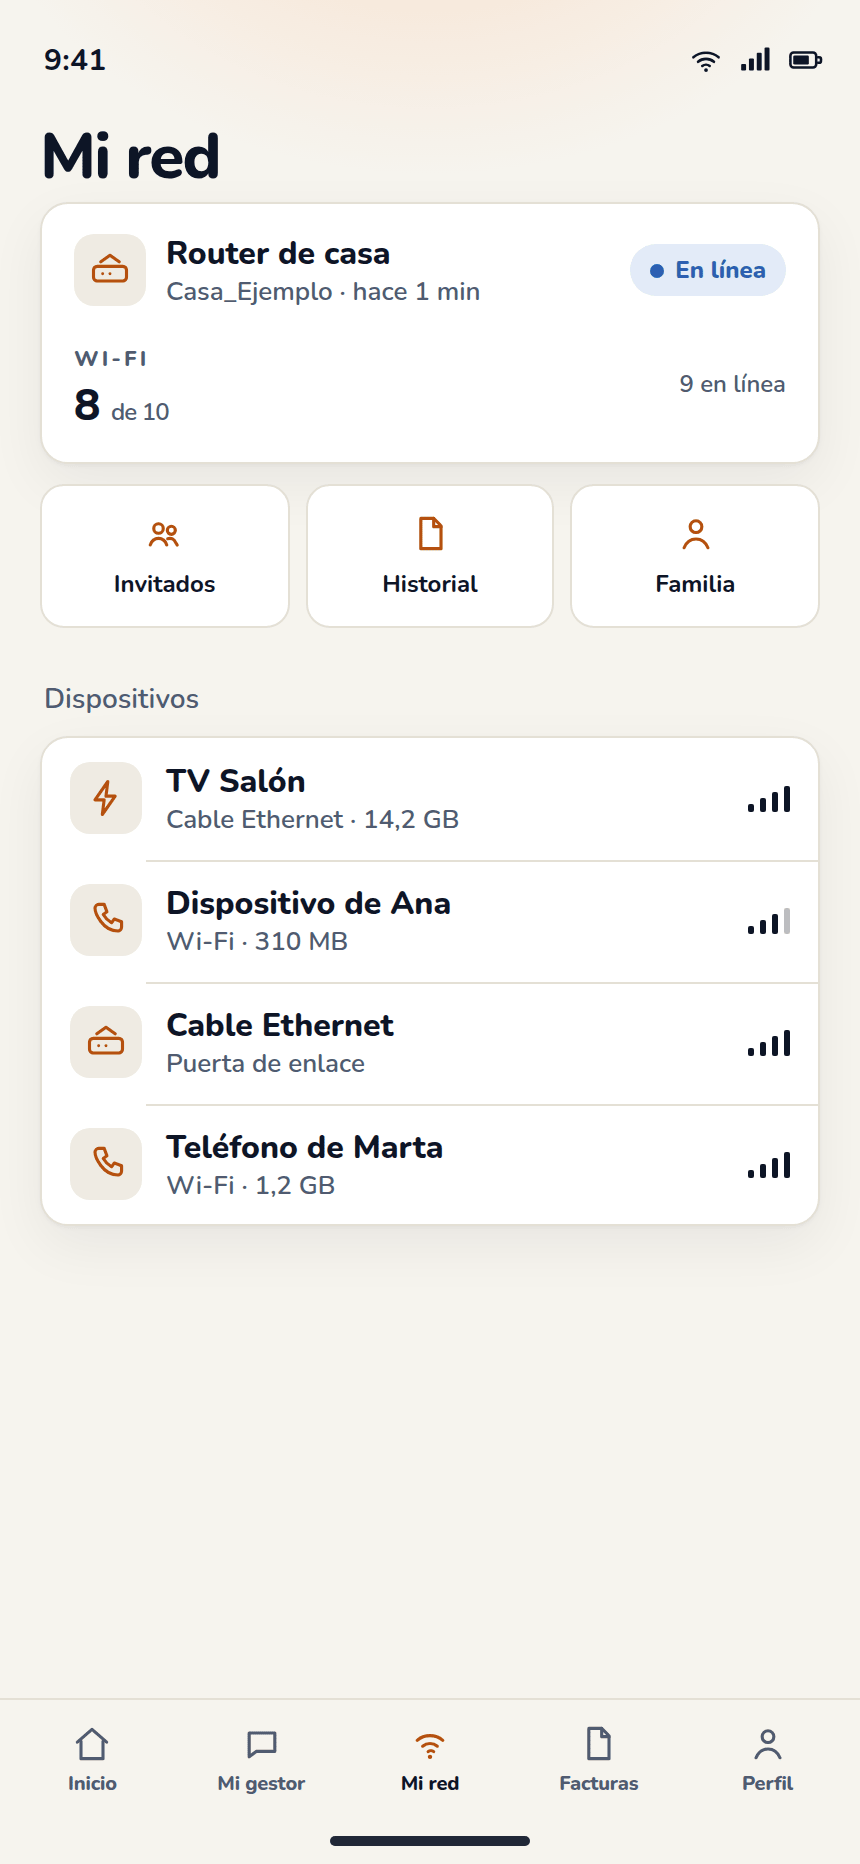 9:41
Mi red
Router de casa
Casa_Ejemplo · hace 1 min
En línea
WI-FI
8 de 10
9 en línea
Invitados
Historial
Familia
Dispositivos
TV Salón
Cable Ethernet · 14,2 GB
Dispositivo de Ana
Wi-Fi · 310 MB
Cable Ethernet
Puerta de enlace
Teléfono de Marta
Wi-Fi · 1,2 GB
Inicio
Mi gestor
Mi red
Facturas
Perfil